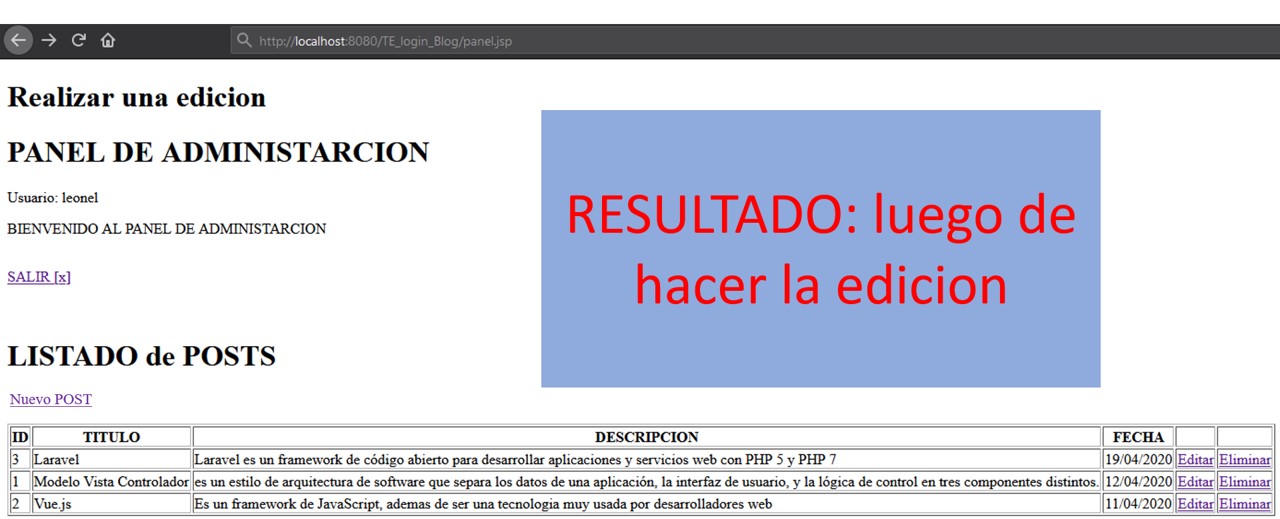 http://localhost:8080/TE_login_Blog/panel.jsp
Realizar una edicion
PANEL DE ADMINISTARCION
Usuario: leonel
BIENVENIDO AL PANEL DE ADMINISTARCION
SALIR [x]
RESULTADO: luego de
hacer la edicion
LISTADO de POSTS
Nuevo POST
ID TITULO DESCRIPCION FECHA
3 Laravel Laravel es un framework de código abierto para desarrollar aplicaciones y servicios web con PHP 5 y PHP 7 19/04/2020 Editar Eliminar
1 Modelo Vista Controlador es un estilo de arquitectura de software que separa los datos de una aplicación, la interfaz de usuario, y la lógica de control en tres componentes distintos. 12/04/2020 Editar Eliminar
2 Vue.js Es un framework de JavaScript, ademas de ser una tecnologia muy usada por desarrolladores web 11/04/2020 Editar Eliminar